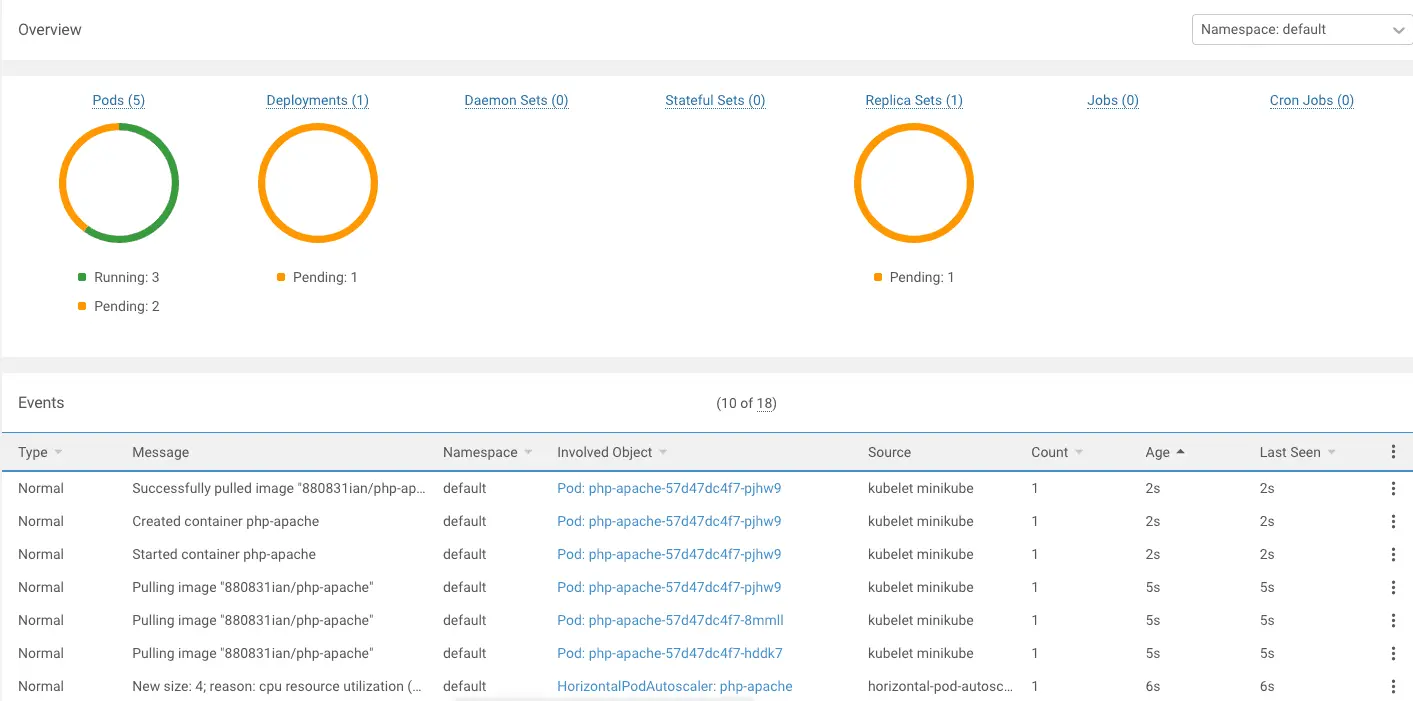 Overview
Namespace: default
Pods (5) Deployments (1) Daemon Sets (0) Stateful Sets (0) Replica Sets (1) Jobs (0) Cron Jobs (0)
Running: 3 Pending: 1 Pending: 1
Pending: 2
Events (10 of 18)
Type Message Namespace Involved Object Source Count Age Last Seen
Normal Successfully pulled image "880831ian/php-ap... default Pod: php-apache-57d47dc4f7-pjhw9 kubelet minikube 1 2s 2s
Normal Created container php-apache default Pod: php-apache-57d47dc4f7-pjhw9 kubelet minikube 1 2s 2s
Normal Started container php-apache default Pod: php-apache-57d47dc4f7-pjhw9 kubelet minikube 1 2s 2s
Normal Pulling image "880831ian/php-apache" default Pod: php-apache-57d47dc4f7-pjhw9 kubelet minikube 1 5s 5s
Normal Pulling image "880831ian/php-apache" default Pod: php-apache-57d47dc4f7-8mmll kubelet minikube 1 5s 5s
Normal Pulling image "880831ian/php-apache" default Pod: php-apache-57d47dc4f7-hddk7 kubelet minikube 1 5s 5s
Normal New size: 4; reason: cpu resource utilization (... default HorizontalPodAutoscaler: php-apache horizontal-pod-autosc... 1 6s 6s